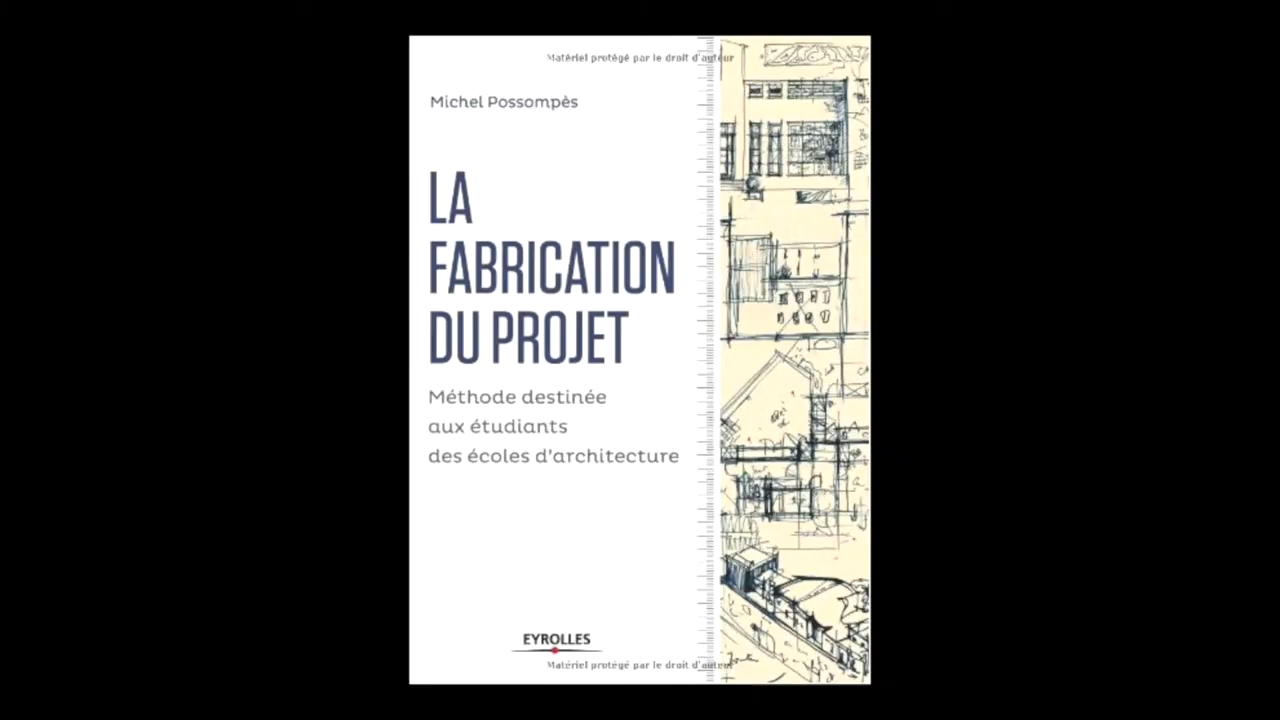 Matériel protégé par le droit d'auteur
Michel Possompès
LA
FABRICATION
DU PROJET
Méthode destinée
aux étudiants
des écoles d'architecture
EYROLLES
Matériel protégé par le droit d'auteur